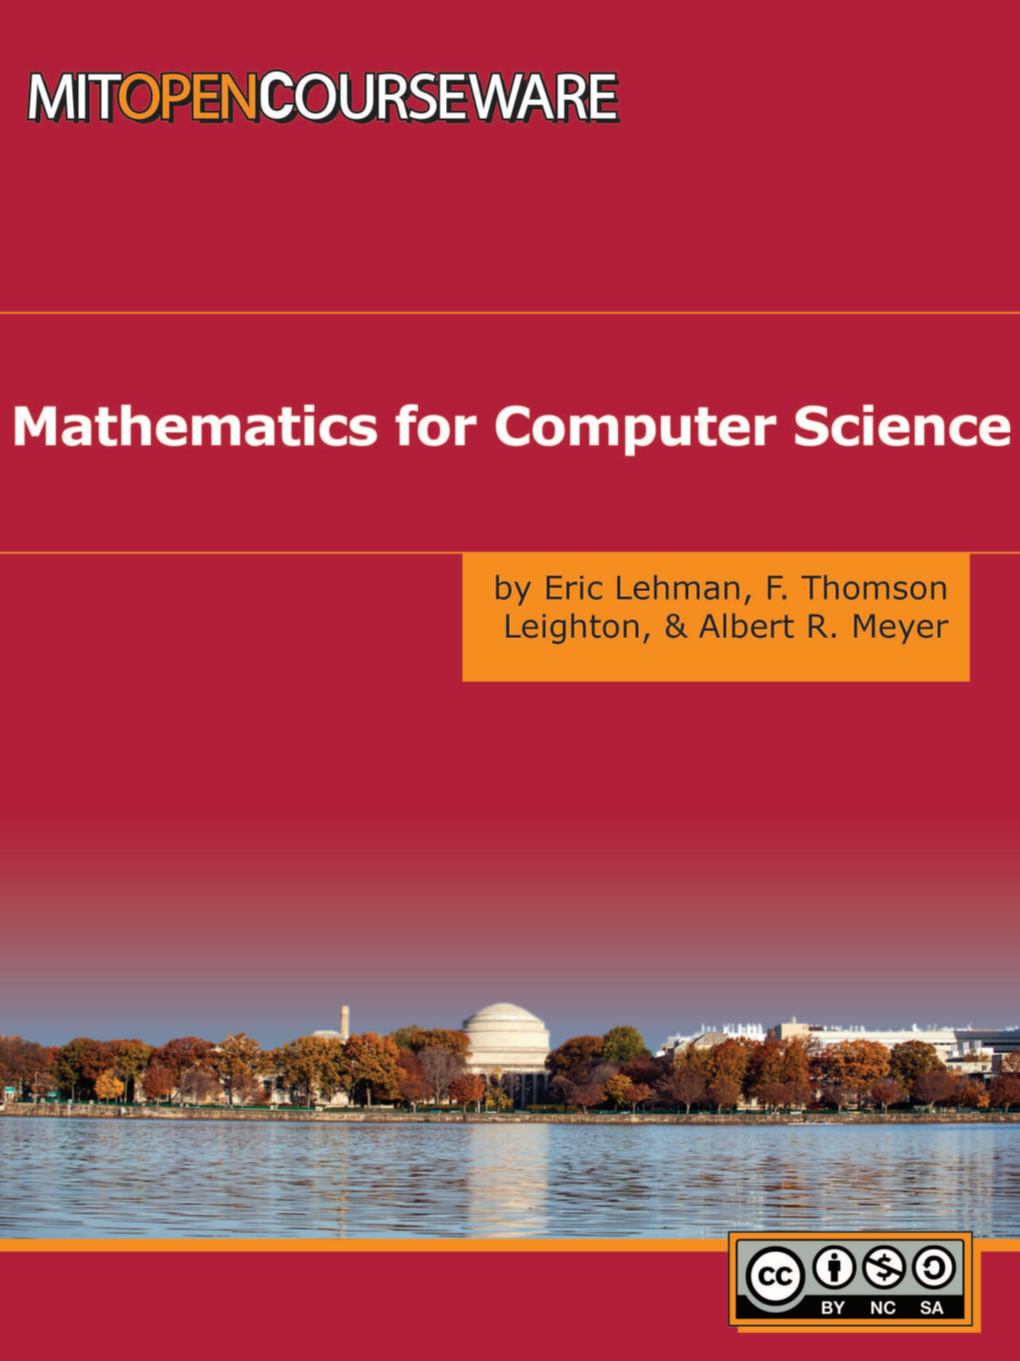 MITOPENCOURSEWARE
Mathematics for Computer Science
by Eric Lehman, F. Thomson
Leighton, & Albert R. Meyer
cc
BY NC SA